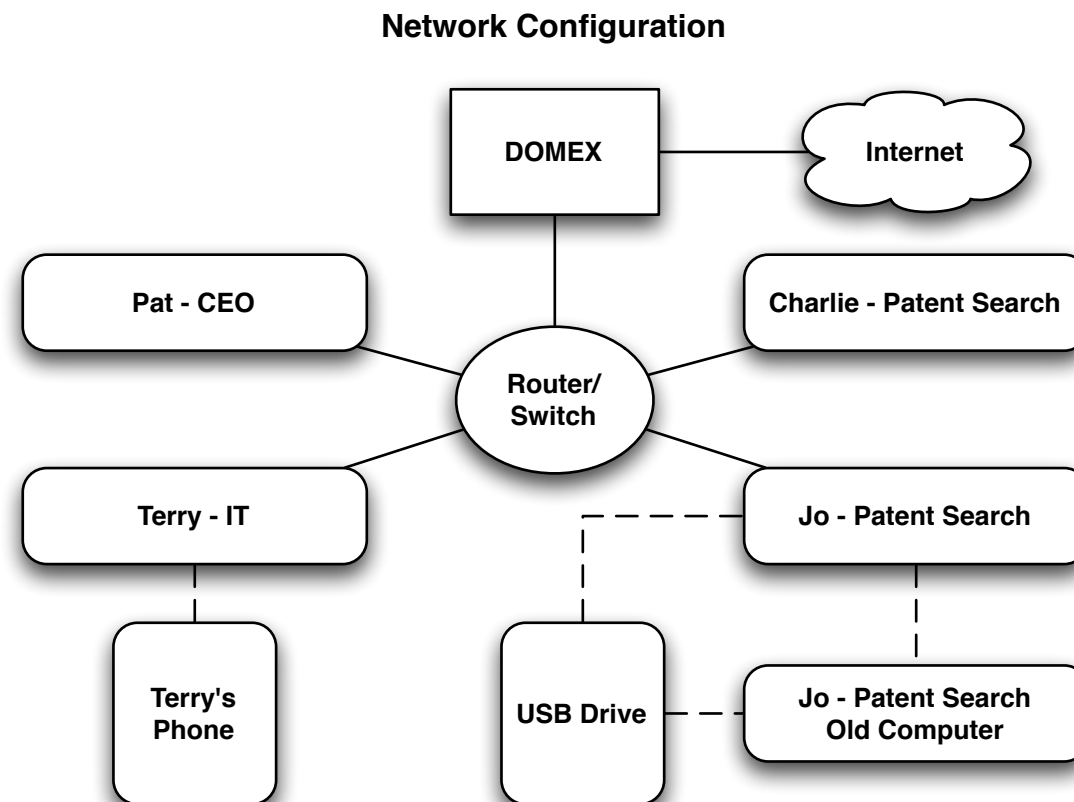 Network Configuration
DOMEX
Internet
Pat - CEO
Charlie - Patent Search
Router/
Switch
Terry - IT
Jo - Patent Search
Terry's
Phone
USB Drive
Jo - Patent Search
Old Computer